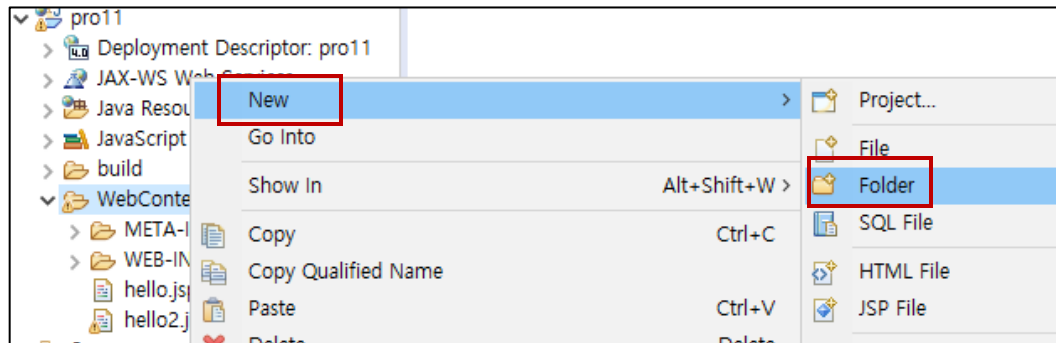 pro11
Deployment Descriptor: pro11
JAX-WS Web Services
Java Resou
JavaScript
build
WebConte
META-I
WEB-IN
hello.jsp
hello2.j
New
Go Into
Show In Alt+Shift+W >
Copy Ctrl+C
Copy Qualified Name
Paste Ctrl+V
Delete Delete
Project...
File
Folder
SQL File
HTML File
JSP File